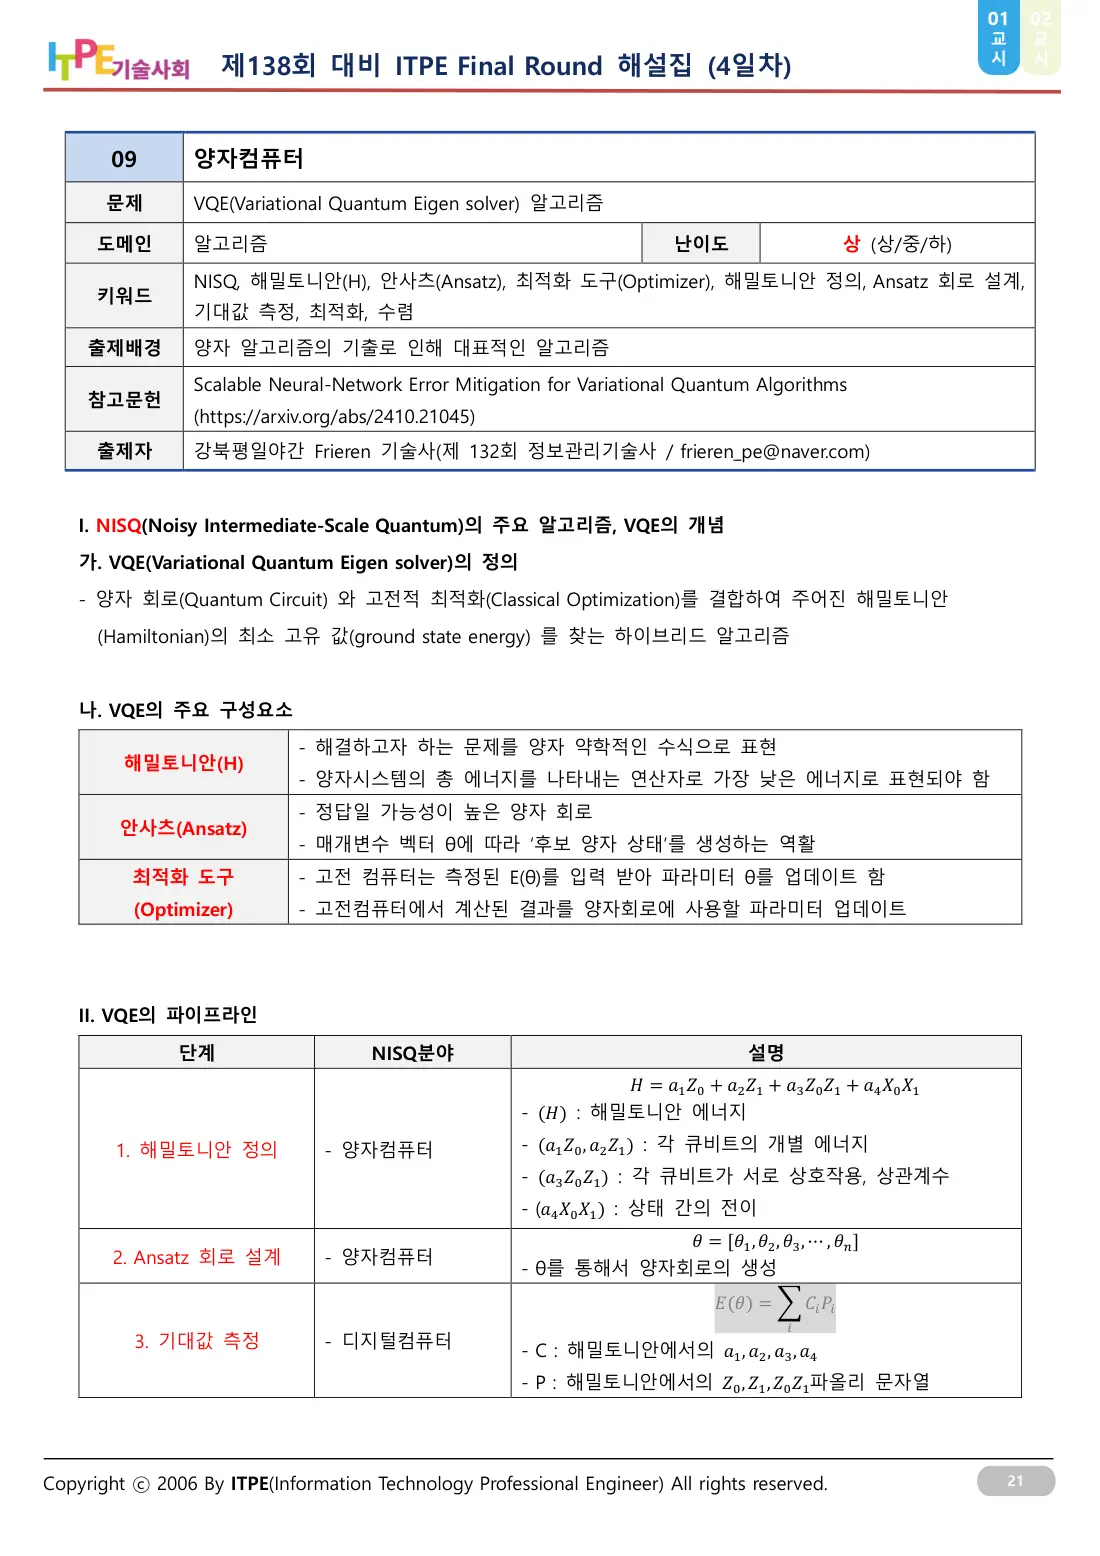 01
교
시
02
교
시
ITPE기술사회 제138회 대비 ITPE Final Round 해설집 (4일차)
09 양자컴퓨터
문제 VQE(Variational Quantum Eigen solver) 알고리즘
도메인 알고리즘 난이도 상 (상/중/하)
키워드 NISQ, 해밀토니안(H), 안사츠(Ansatz), 최적화 도구(Optimizer), 해밀토니안 정의, Ansatz 회로 설계,
기대값 측정, 최적화, 수렴
출제배경 양자 알고리즘의 기출로 인해 대표적인 알고리즘
참고문헌 Scalable Neural-Network Error Mitigation for Variational Quantum Algorithms
(https://arxiv.org/abs/2410.21045)
출제자 강북평일야간 Frieren 기술사(제 132회 정보관리기술사 / frieren_pe@naver.com)
I. NISQ(Noisy Intermediate-Scale Quantum)의 주요 알고리즘, VQE의 개념
가. VQE(Variational Quantum Eigen solver)의 정의
- 양자 회로(Quantum Circuit) 와 고전적 최적화(Classical Optimization)를 결합하여 주어진 해밀토니안
(Hamiltonian)의 최소 고유 값(ground state energy) 를 찾는 하이브리드 알고리즘
나. VQE의 주요 구성요소
해밀토니안(H)
- 해결하고자 하는 문제를 양자 약학적인 수식으로 표현
- 양자시스템의 총 에너지를 나타내는 연산자로 가장 낮은 에너지로 표현되야 함
안사츠(Ansatz)
- 정답일 가능성이 높은 양자 회로
- 매개변수 벡터 θ에 따라 ‘후보 양자 상태’를 생성하는 역활
최적화 도구
(Optimizer)
- 고전 컴퓨터는 측정된 E(θ)를 입력 받아 파라미터 θ를 업데이트 함
- 고전컴퓨터에서 계산된 결과를 양자회로에 사용할 파라미터 업데이트
II. VQE의 파이프라인
단계 NISQ분야 설명
1. 해밀토니안 정의 - 양자컴퓨터
H = a₁Z₀ + a₂Z₁ + a₃Z₀Z₁ + a₄X₀X₁
- (H) : 해밀토니안 에너지
- (a₁Z₀, a₂Z₁) : 각 큐비트의 개별 에너지
- (a₃Z₀Z₁) : 각 큐비트가 서로 상호작용, 상관계수
- (a₄X₀X₁) : 상태 간의 전이
2. Ansatz 회로 설계 - 양자컴퓨터
θ = [θ₁, θ₂, θ₃, ⋯ , θₙ]
- θ를 통해서 양자회로의 생성
3. 기대값 측정 - 디지털컴퓨터
E(θ) = ∑ᵢ CᵢPᵢ
- C : 해밀토니안에서의 a₁, a₂, a₃, a₄
- P : 해밀토니안에서의 Z₀, Z₁, Z₀Z₁파올리 문자열
Copyright ⓒ 2006 By ITPE(Information Technology Professional Engineer) All rights reserved.
21